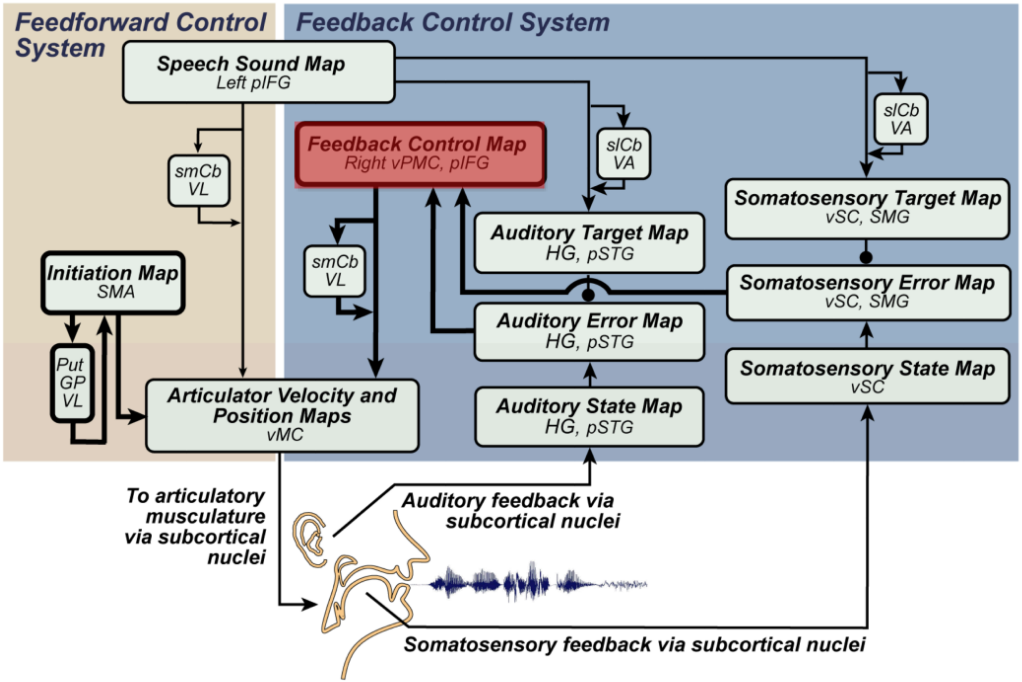 Feedforward Control
System
Feedback Control System
Speech Sound Map
Left pIFG
slCb
VA
Feedback Control Map
Right vPMC, pIFG
slCb
VA
smCb
VL
Somatosensory Target Map
vSC, SMG
Auditory Target Map
HG, pSTG
smCb
VL
Initiation Map
SMA
Somatosensory Error Map
vSC, SMG
Auditory Error Map
HG, pSTG
Put
GP
VL
Somatosensory State Map
vSC
Articulator Velocity and
Position Maps
vMC
Auditory State Map
HG, pSTG
To articulatory
musculature
via subcortical
nuclei
Auditory feedback via
subcortical nuclei
Somatosensory feedback via subcortical nuclei